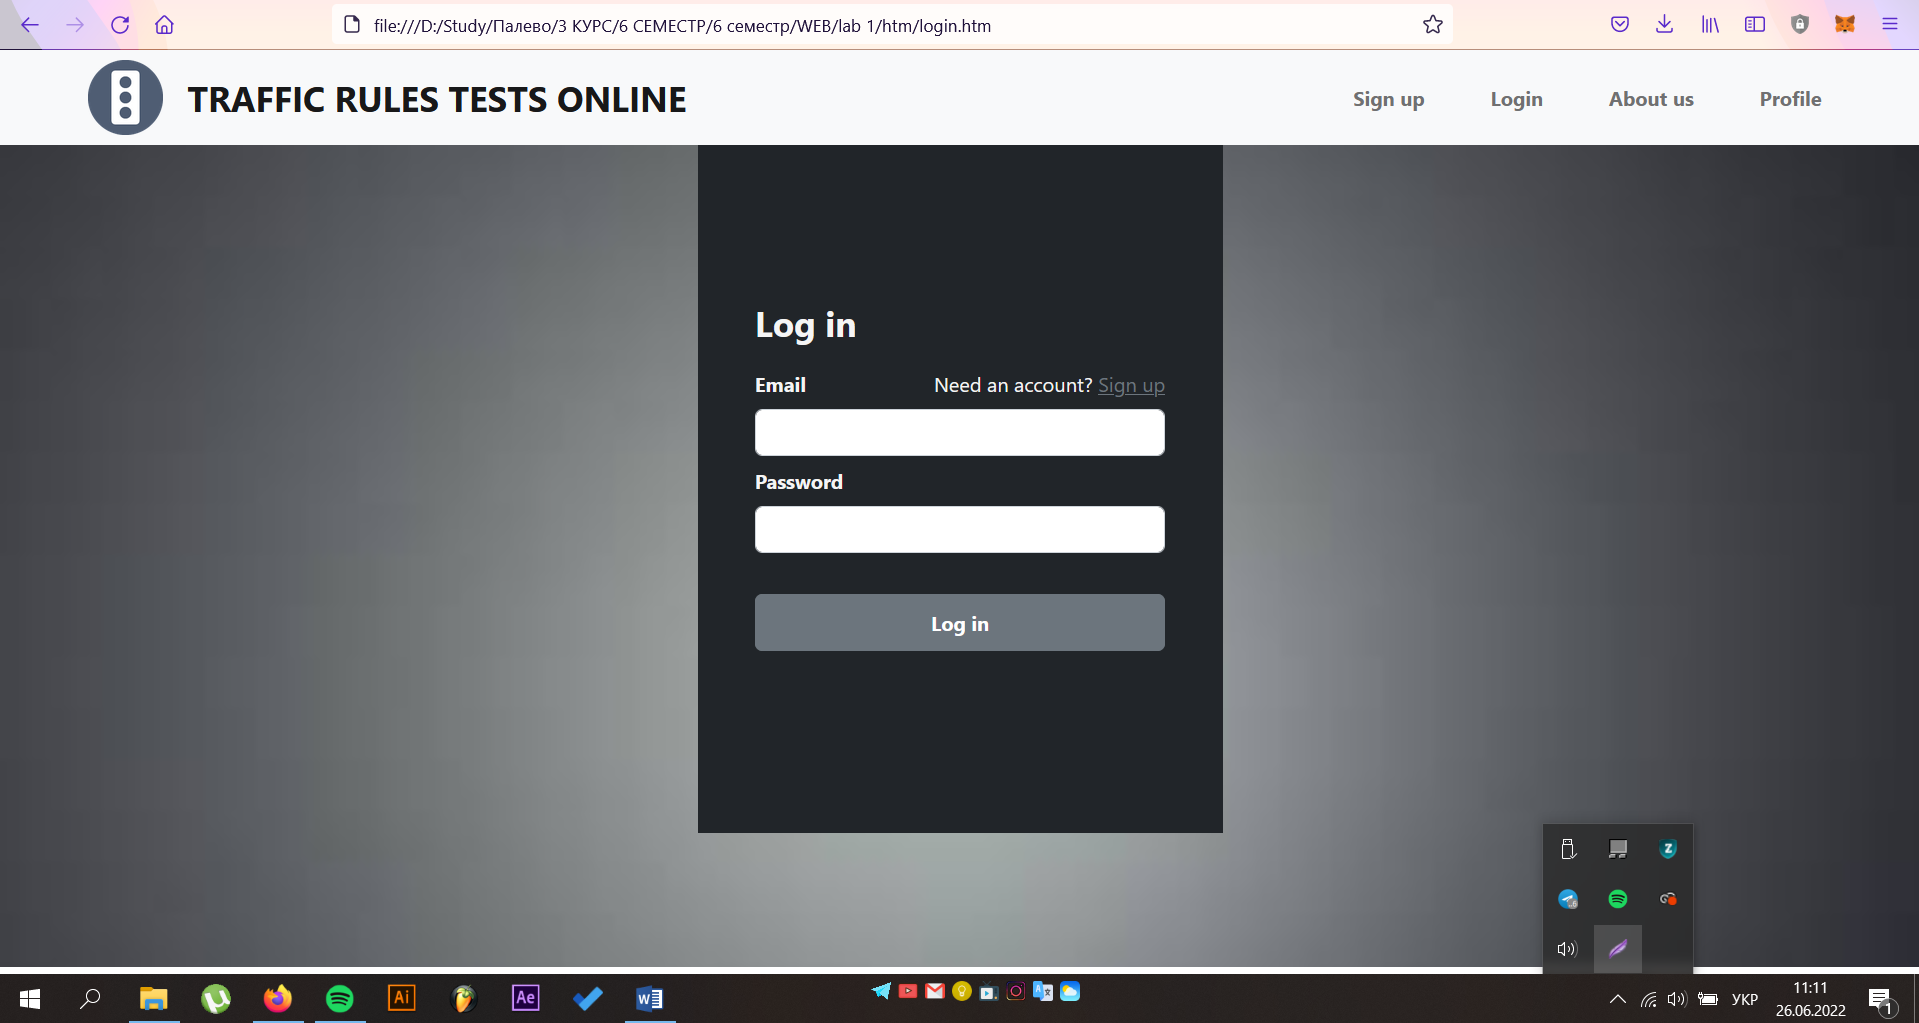 file:///D:/Study/Палево/3 КУРС/6 СЕМЕСТР/6 семестр/WEB/lab 1/htm/login.htm
TRAFFIC RULES TESTS ONLINE
Sign up
Login
About us
Profile
Log in
Email
Need an account? Sign up
Password
Log in
Z
Ai
Ae
W
УКР
11:11
26.06.2022
1